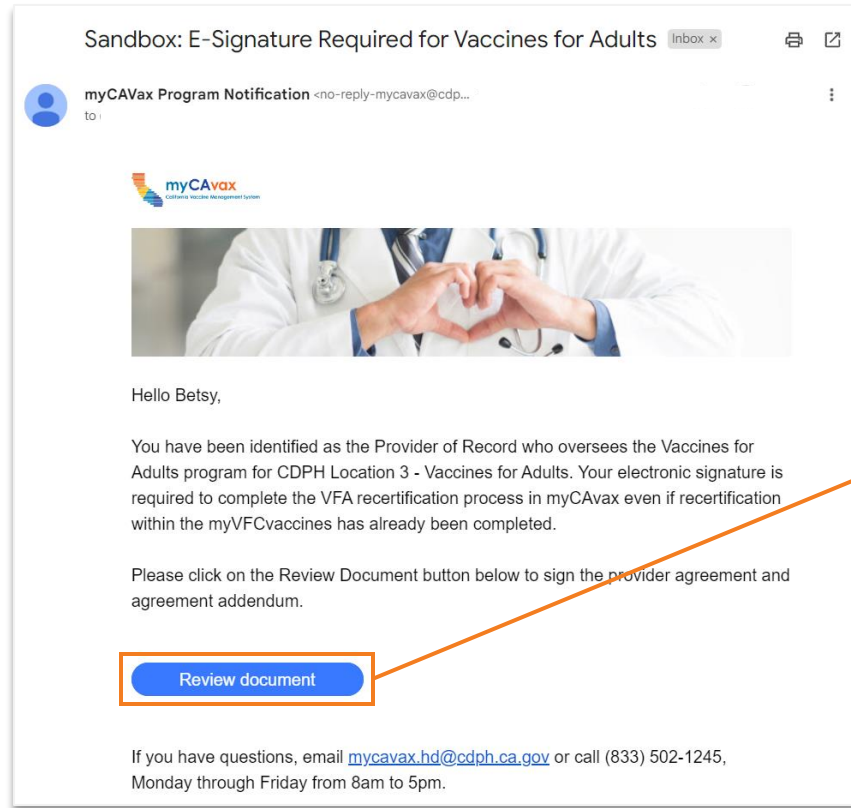 Sandbox: E-Signature Required for Vaccines for Adults Inbox ×
myCAVax Program Notification <no-reply-mycavax@cdp...
to
myCAvax
California Vaccine Management System
Hello Betsy,
You have been identified as the Provider of Record who oversees the Vaccines for
Adults program for CDPH Location 3 - Vaccines for Adults. Your electronic signature is
required to complete the VFA recertification process in myCAvax even if recertification
within the myVFCvaccines has already been completed.
Please click on the Review Document button below to sign the provider agreement and
agreement addendum.
Review document
If you have questions, email mycavax.hd@cdph.ca.gov or call (833) 502-1245,
Monday through Friday from 8am to 5pm.